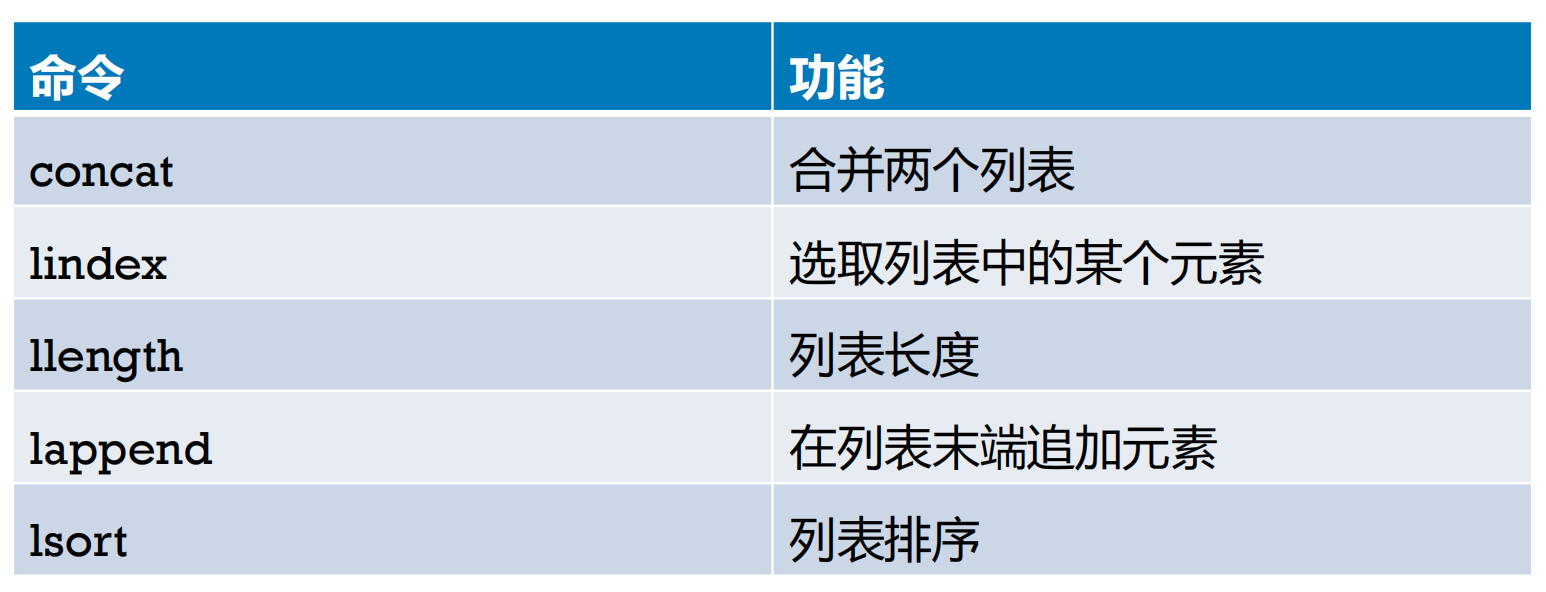 命令 功能
concat 合并两个列表
lindex 选取列表中的某个元素
llength 列表长度
lappend 在列表末端追加元素
lsort 列表排序